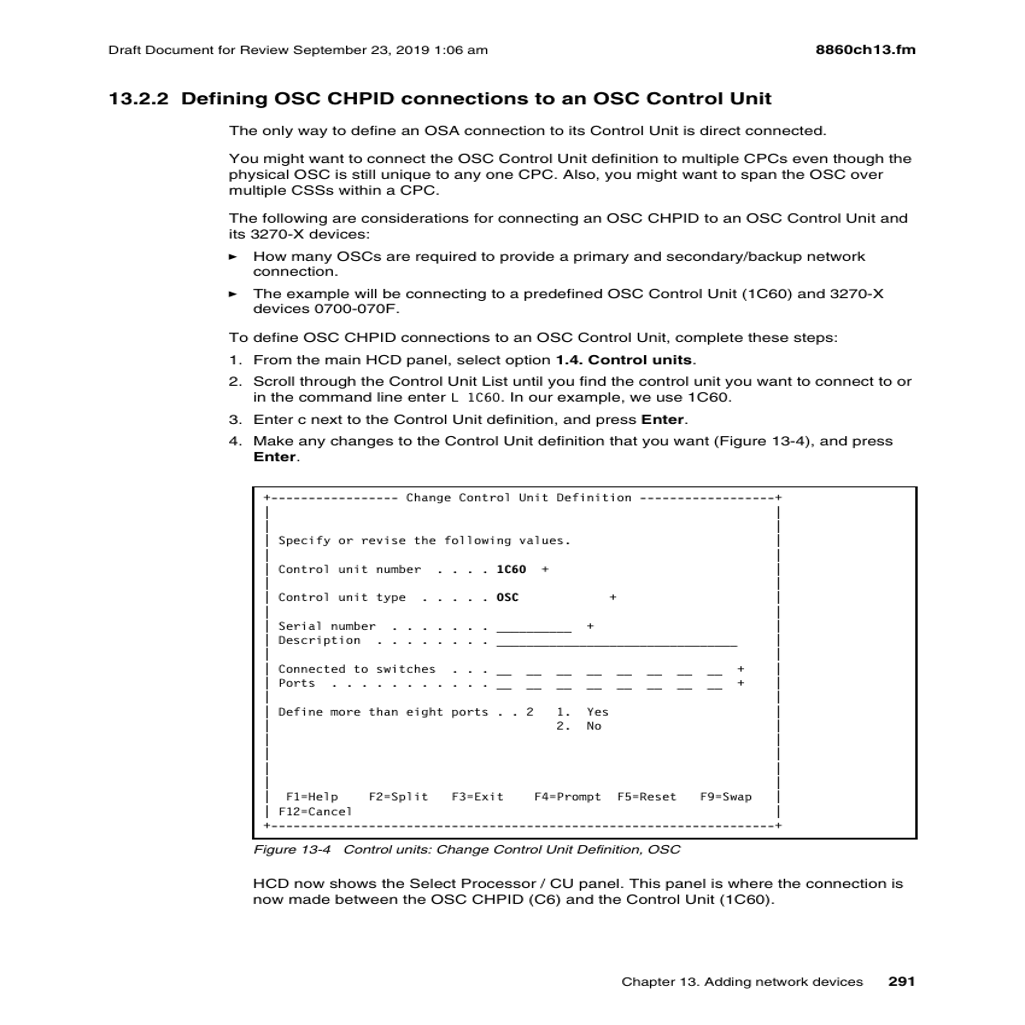 Draft Document for Review September 23, 2019 1:06 am 8860ch13.fm
13.2.2 Defining OSC CHPID connections to an OSC Control Unit
The only way to define an OSA connection to its Control Unit is direct connected.
You might want to connect the OSC Control Unit definition to multiple CPCs even though the
physical OSC is still unique to any one CPC. Also, you might want to span the OSC over
multiple CSSs within a CPC.
The following are considerations for connecting an OSC CHPID to an OSC Control Unit and
its 3270-X devices:
► How many OSCs are required to provide a primary and secondary/backup network
connection.
► The example will be connecting to a predefined OSC Control Unit (1C60) and 3270-X
devices 0700-070F.
To define OSC CHPID connections to an OSC Control Unit, complete these steps:
1. From the main HCD panel, select option 1.4. Control units.
2. Scroll through the Control Unit List until you find the control unit you want to connect to or
in the command line enter L 1C60. In our example, we use 1C60.
3. Enter c next to the Control Unit definition, and press Enter.
4. Make any changes to the Control Unit definition that you want (Figure 13-4), and press
Enter.
+----------------- Change Control Unit Definition ------------------+
| |
| |
| Specify or revise the following values. |
| |
| Control unit number . . . . 1C60 + |
| |
| Control unit type . . . . . OSC + |
| |
| Serial number . . . . . . . __________ + |
| Description . . . . . . . . ________________________________ |
| |
| Connected to switches . . . __ __ __ __ __ __ __ __ + |
| Ports . . . . . . . . . . . __ __ __ __ __ __ __ __ + |
| |
| Define more than eight ports . . 2 1. Yes |
| 2. No |
| |
| |
| |
| |
| F1=Help F2=Split F3=Exit F4=Prompt F5=Reset F9=Swap |
| F12=Cancel |
+-------------------------------------------------------------------+
Figure 13-4 Control units: Change Control Unit Definition, OSC
HCD now shows the Select Processor / CU panel. This panel is where the connection is
now made between the OSC CHPID (C6) and the Control Unit (1C60).
Chapter 13. Adding network devices 291